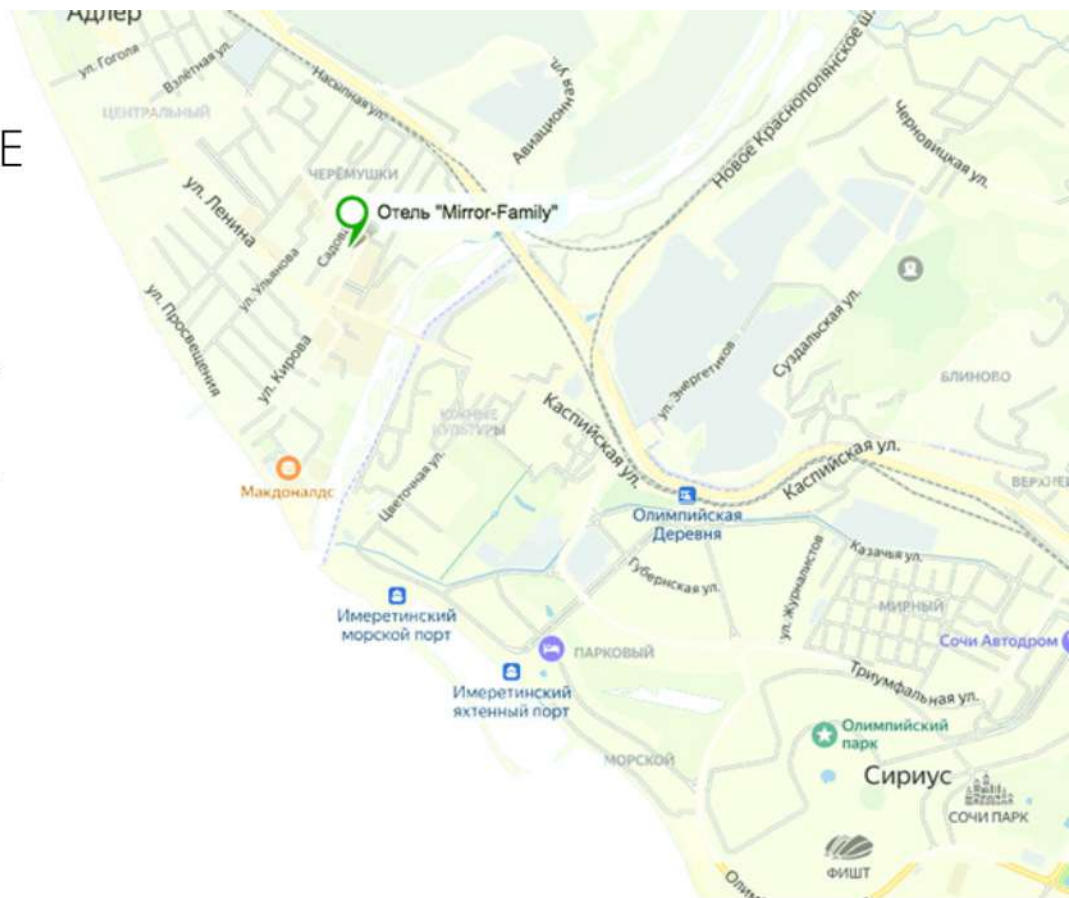 Адлер
ул. Гоголя
Взлётная ул.
Насыпная ул.
Авиационная ул.
Новое Краснополянское ш.
ЦЕНТРАЛЬНЫЙ
Черновицкая ул.
Е
ЧЕРЁМУШКИ
ул. Ленина
Отель "Mirror-Family"
ул. Ульянова
ул. Просвещения
ул. Кирова
Суздальская ул.
ул. Энергетиков
БЛИНОВО
Каспийская ул.
ЮЖНЫЕ
КУЛЬТУРЫ
Каспийская ул.
Цветочная ул.
Макдоналдс
Олимпийская
Деревня
Казачья ул.
Губернская ул.
ул. Журналистов
МИРНЫЙ
Имеретинский
морской порт
Сочи Автодром
ПАРКОВЫЙ
Имеретинский
яхтенный порт
Триумфальная ул.
Олимпийский
парк
МОРСКОЙ
Сириус
СОЧИ ПАРК
ФИШТ